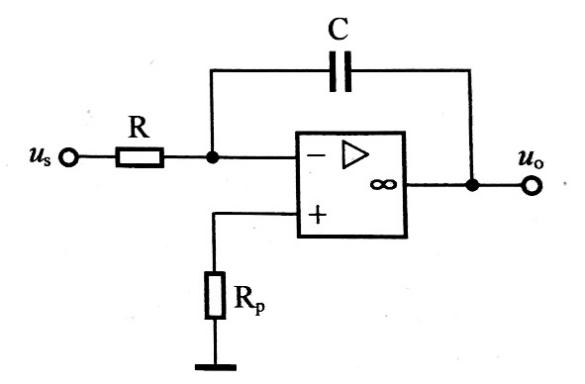 C
R
uₛ
− ▷
∞
uₒ
+
Rₚ